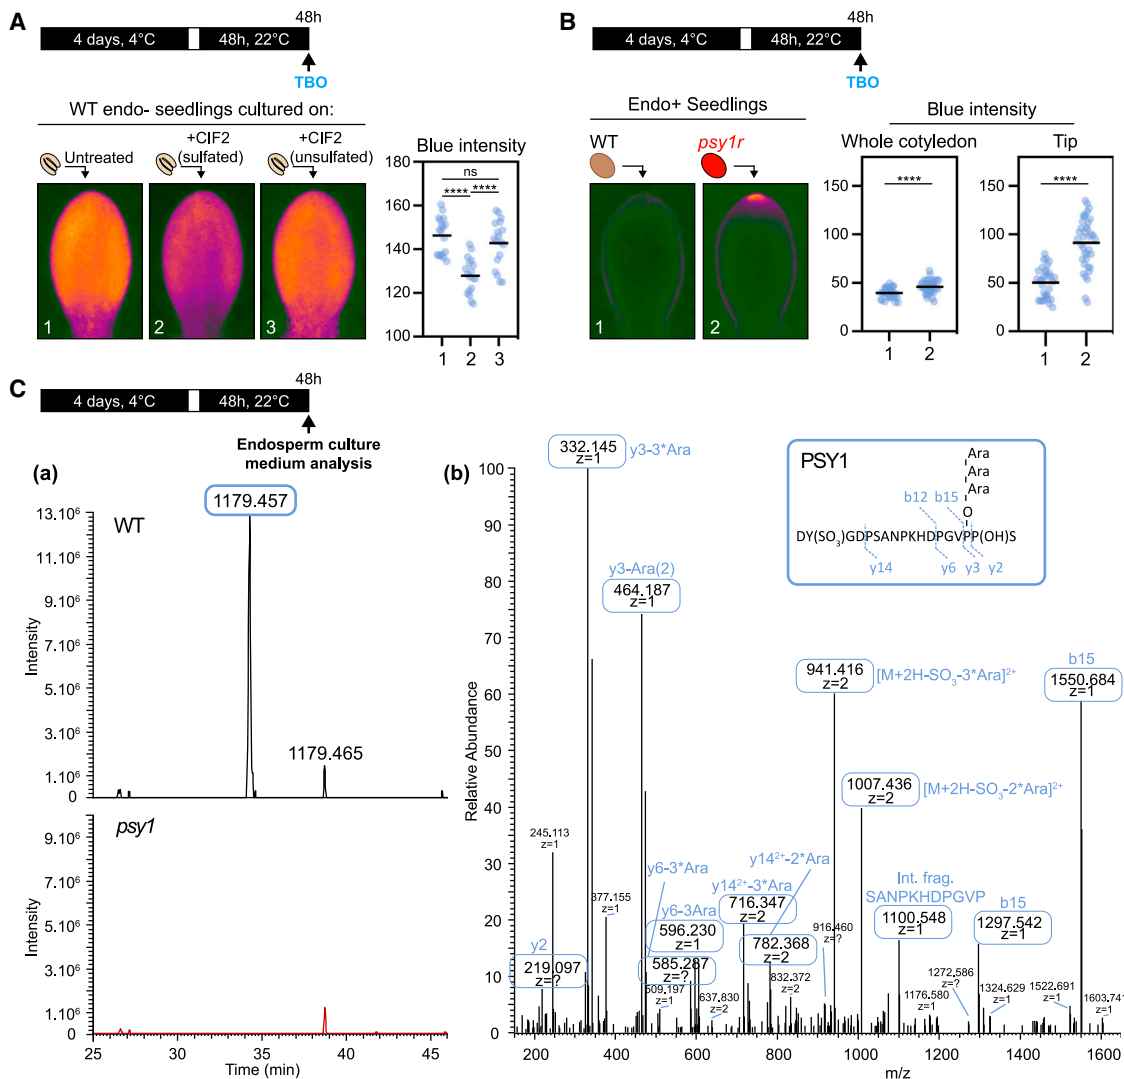 A
48h
4 days, 4°C
48h, 22°C
TBO
WT endo- seedlings cultured on:
Untreated
+CIF2
(sulfated)
+CIF2
(unsulfated)
1
2
3
Blue intensity
ns
****
****
180
160
140
120
100
1
2
3
B
48h
4 days, 4°C
48h, 22°C
TBO
Endo+ Seedlings
WT
psy1r
1
2
Blue intensity
Whole cotyledon
****
150
100
50
0
1
2
Tip
****
150
100
50
0
1
2
C
48h
4 days, 4°C
48h, 22°C
Endosperm culture
medium analysis
(a)
1179.457
WT
1179.465
Intensity
13.10⁶
11.10⁶
9.10⁶
7.10⁶
5.10⁶
3.10⁶
1.10⁶
0
psy1
Intensity
9.10⁶
7.10⁶
5.10⁶
3.10⁶
1.10⁶
0
25
30
35
40
45
Time (min)
(b)
Relative Abundance
100
90
80
70
60
50
40
30
20
10
0
332.145
z=1
y3-3*Ara
y3-Ara(2)
464.187
z=1
PSY1
Ara
Ara
Ara
O
b12
b15
DY(SO₃)GDPSANPKHDPGVPP(OH)S
y14
y6
y3
y2
941.416
z=2
[M+2H-SO₃-3*Ara]²⁺
b15
1550.684
z=1
1007.436
z=2
[M+2H-SO₃-2*Ara]²⁺
245.113
z=1
377.155
z=1
y6-3*Ara
y6-3Ara
596.230
z=1
585.287
z=?
y14²⁺-2*Ara
y14²⁺-3*Ara
716.347
z=2
782.368
z=2
y2
219.097
z=?
509.197
z=1
637.830
z=2
832.372
z=2
916.460
z=?
Int. frag.
SANPKHDPGVP
1100.548
z=1
b15
1297.542
z=1
1176.580
z=1
1272.586
z=?
1324.629
z=1
1522.691
z=1
1603.741
z=1
200
400
600
800
1000
1200
1400
1600
m/z